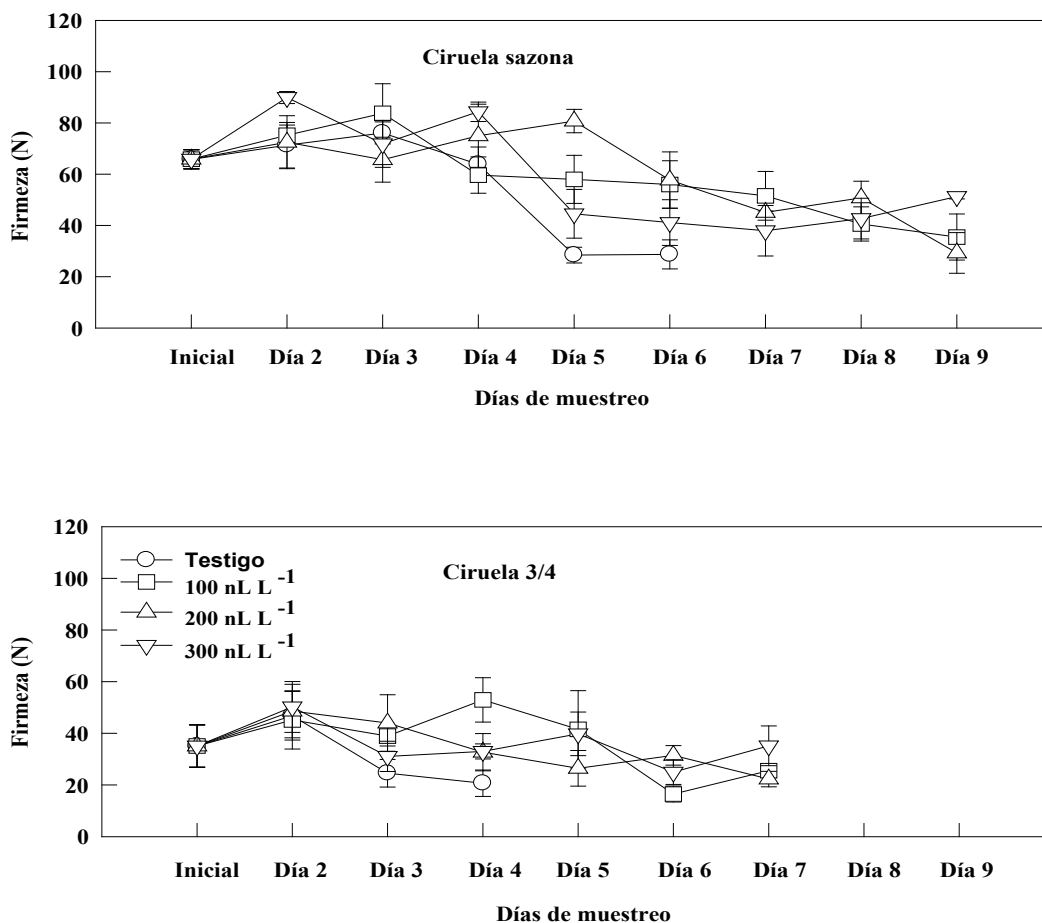 120
Ciruela sazona
100
80
60
40
20
0
Firmeza (N)
Inicial Día 2 Día 3 Día 4 Día 5 Día 6 Día 7 Día 8 Día 9
Días de muestreo
120
Testigo
100 nL L -1
200 nL L -1
300 nL L -1
Ciruela 3/4
100
80
60
40
20
0
Firmeza (N)
Inicial Día 2 Día 3 Día 4 Día 5 Día 6 Día 7 Día 8 Día 9
Días de muestreo